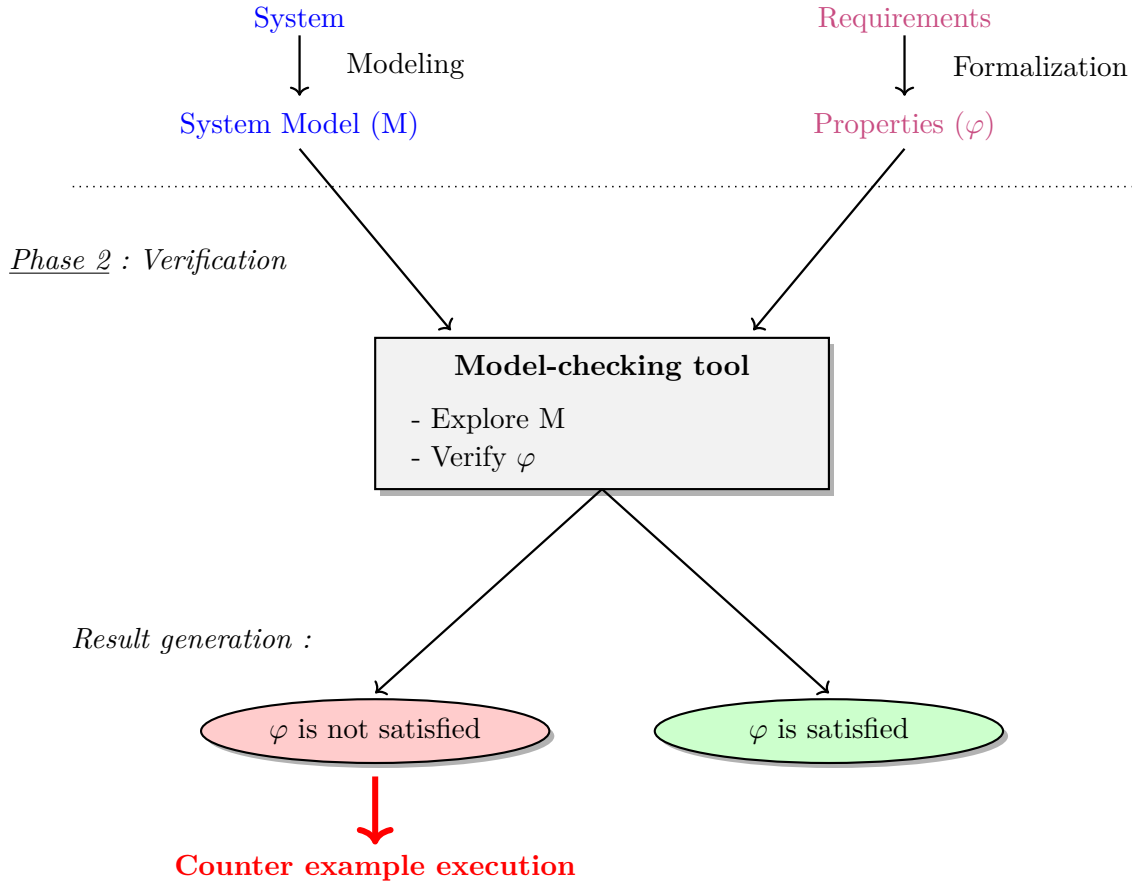 System
Requirements
Modeling
Formalization
System Model (M)
Properties (φ)
Phase 2 : Verification
Model-checking tool
- Explore M
- Verify φ
Result generation :
φ is not satisfied
φ is satisfied
Counter example execution